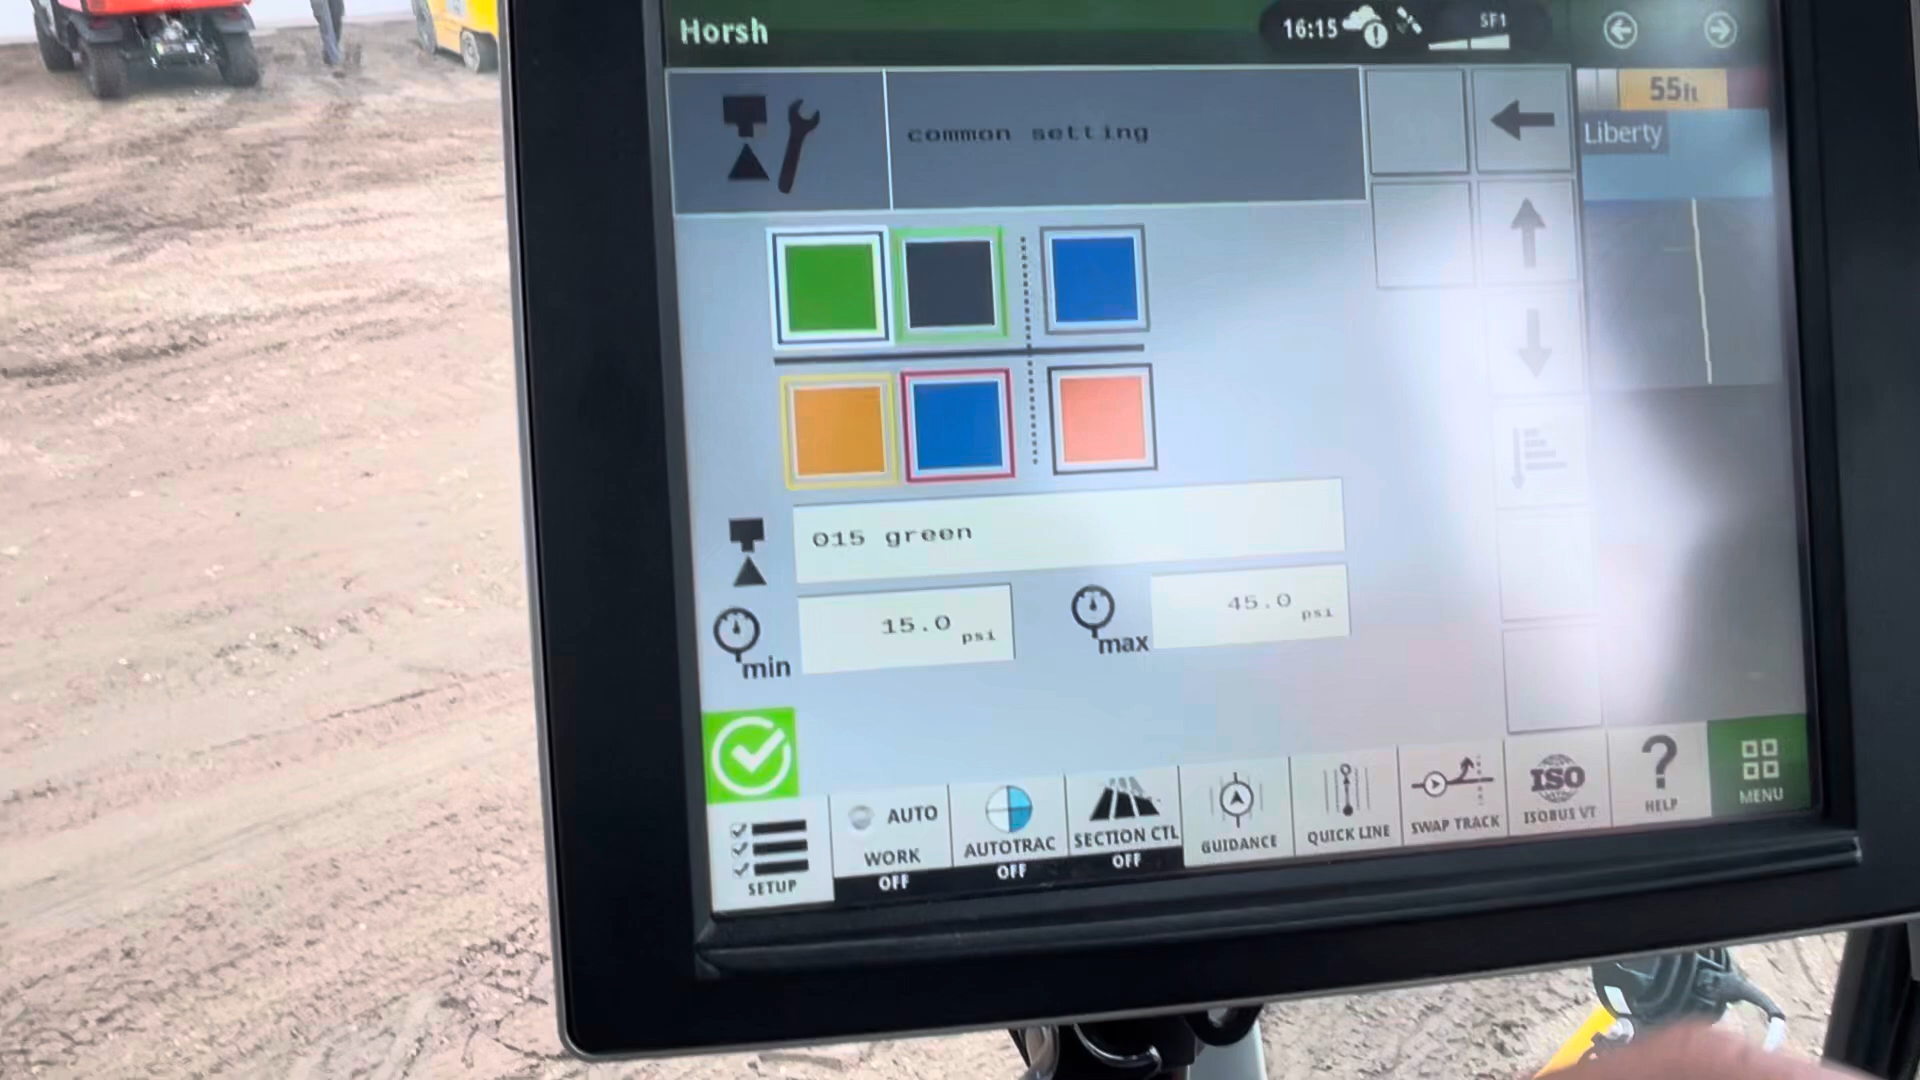 Horsh
16:15
SF1
55ft
Liberty
common setting
015 green
15.0 psi
min
45.0 psi
max
SETUP
AUTO
WORK
OFF
AUTOTRAC
OFF
SECTION CTL
OFF
GUIDANCE
QUICK LINE
SWAP TRACK
ISO
ISOBUS VT
?
HELP
MENU